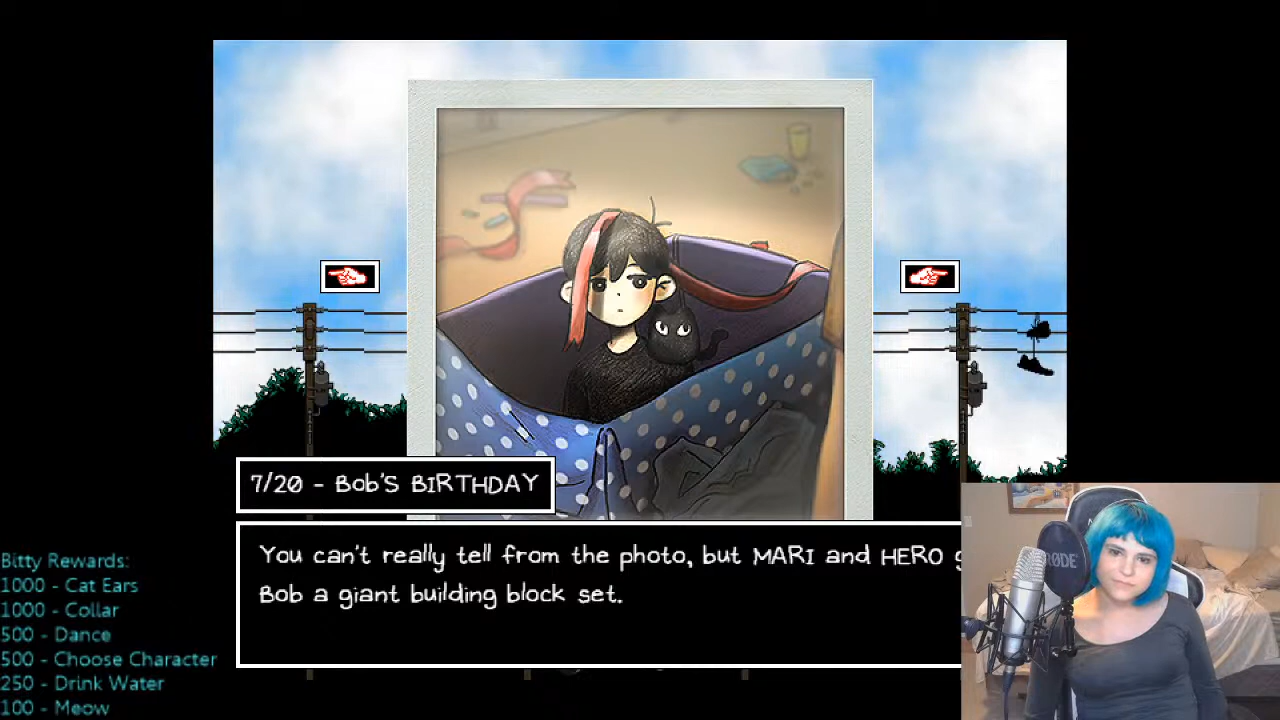 7/20 - Bob's BIRTHDAY
You can't really tell from the photo, but MARI and HERO
Bob a giant building block set.
Bitty Rewards:
1000 - Cat Ears
1000 - Collar
500 - Dance
500 - Choose Character
250 - Drink Water
100 - Meow
RØDE